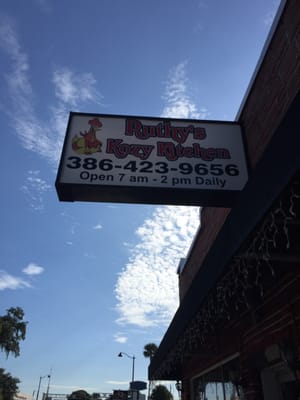 Ruthy's
Kozy Kitchen
386-423-9656
Open 7 am - 2 pm Daily